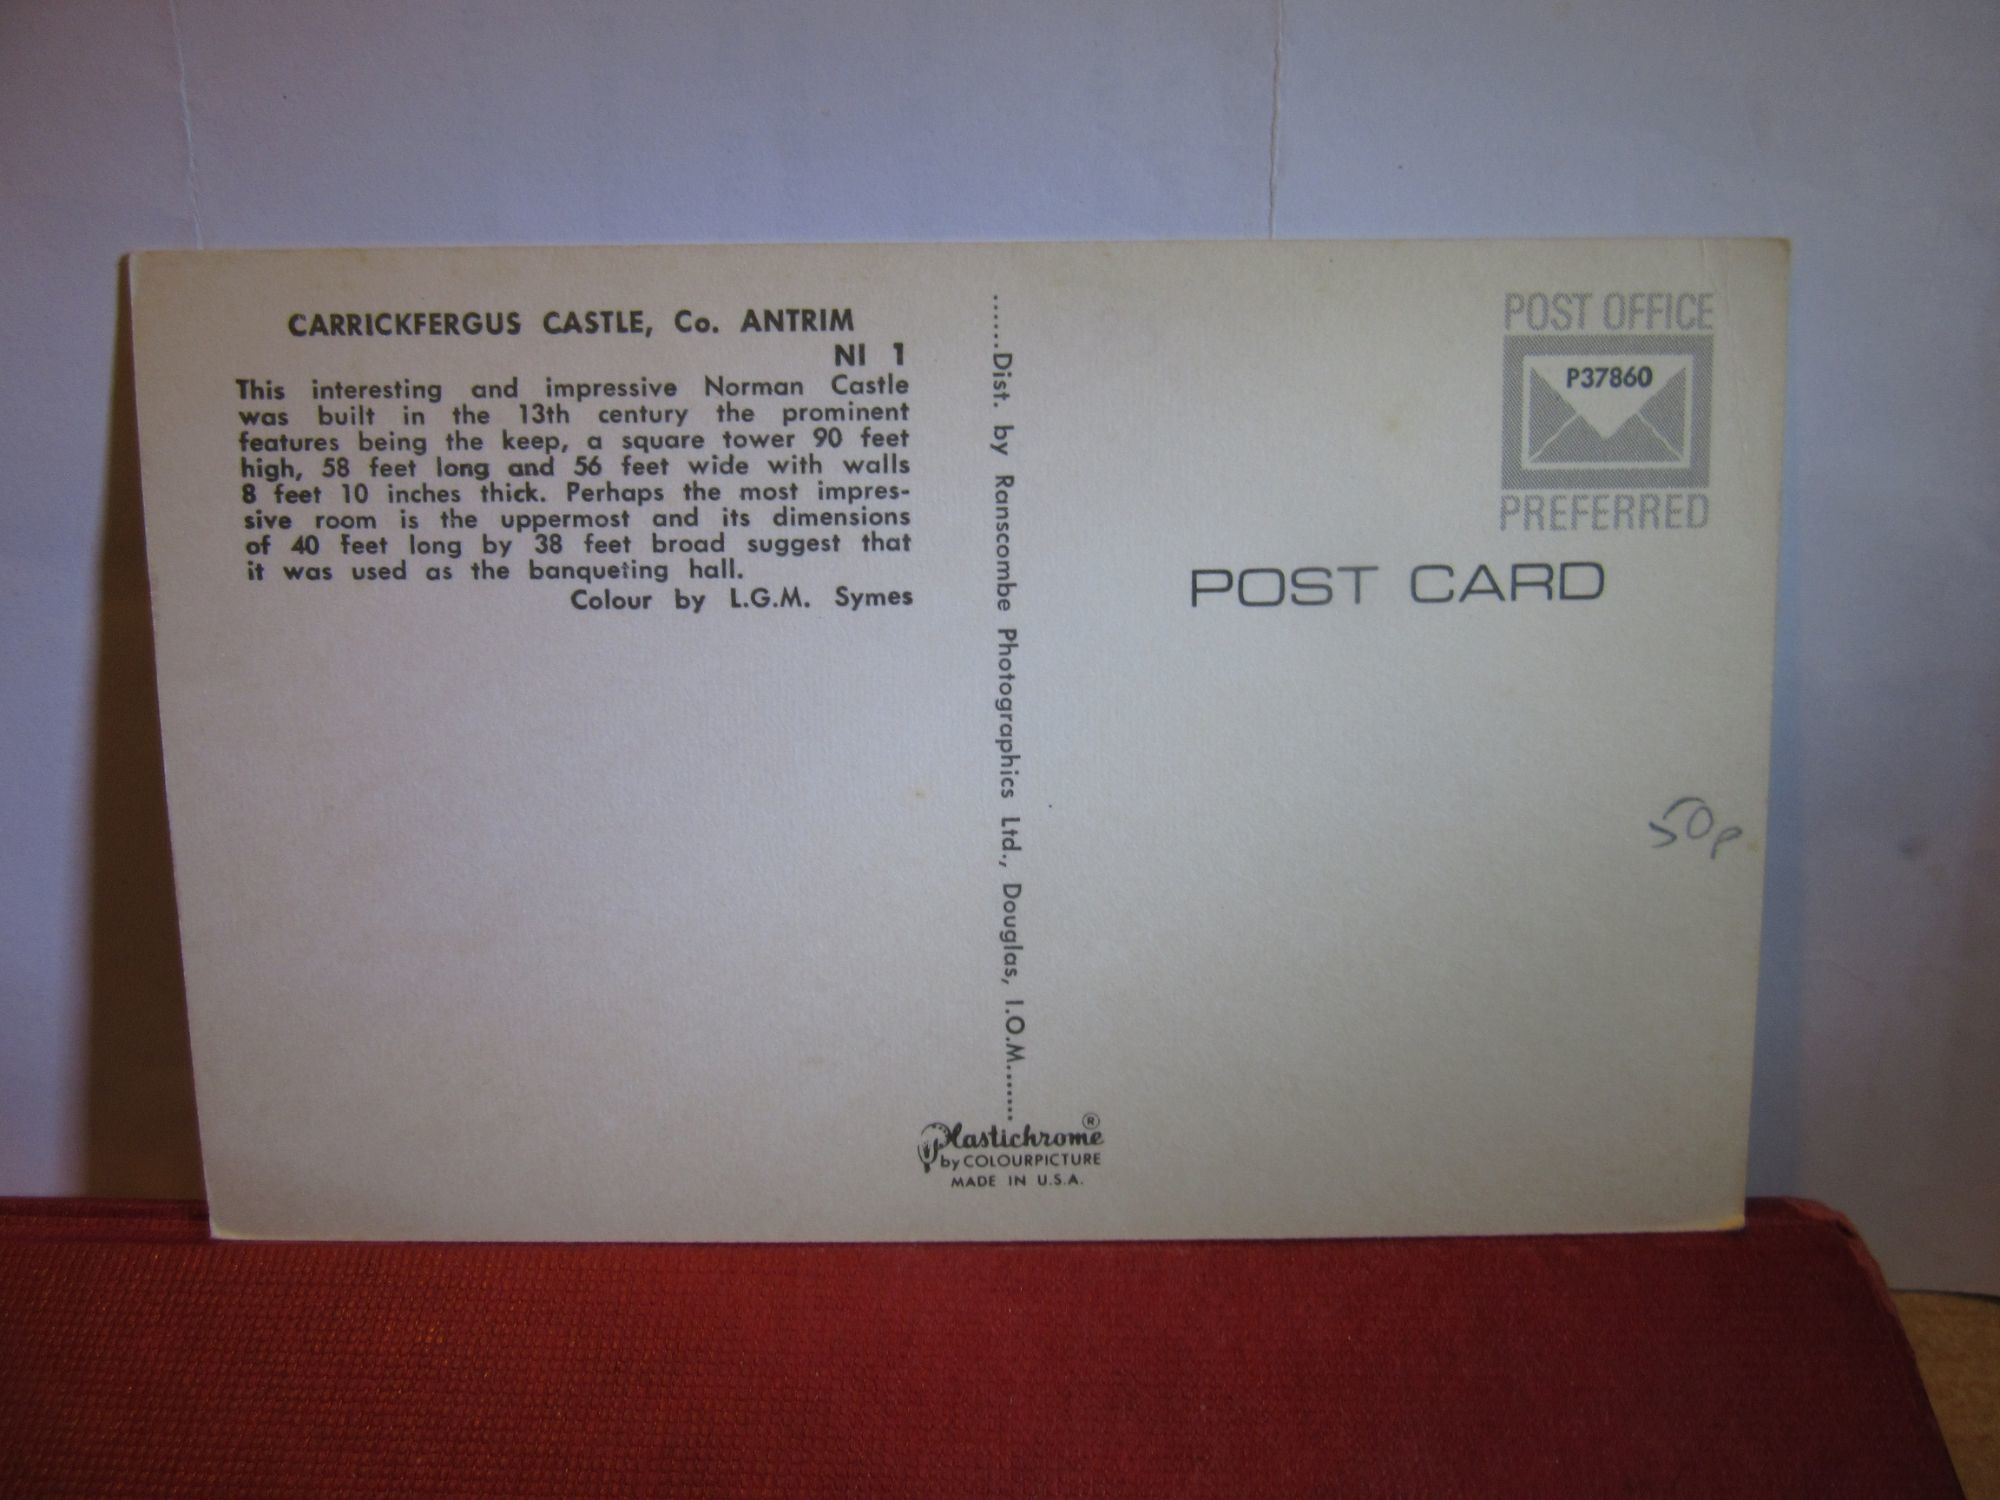 CARRICKFERGUS CASTLE, Co. ANTRIM
NI 1
This interesting and impressive Norman Castle
was built in the 13th century the prominent
features being the keep, a square tower 90 feet
high, 58 feet long and 56 feet wide with walls
8 feet 10 inches thick. Perhaps the most impres-
sive room is the uppermost and its dimensions
of 40 feet long by 38 feet broad suggest that
it was used as the banqueting hall.
Colour by L.G.M. Symes
......Dist. by Ranscombe Photographics Ltd., Douglas, I.O.M.......
Plastichrome ®
by COLOURPICTURE
MADE IN U.S.A.
POST OFFICE
P37860
PREFERRED
POST CARD
50p